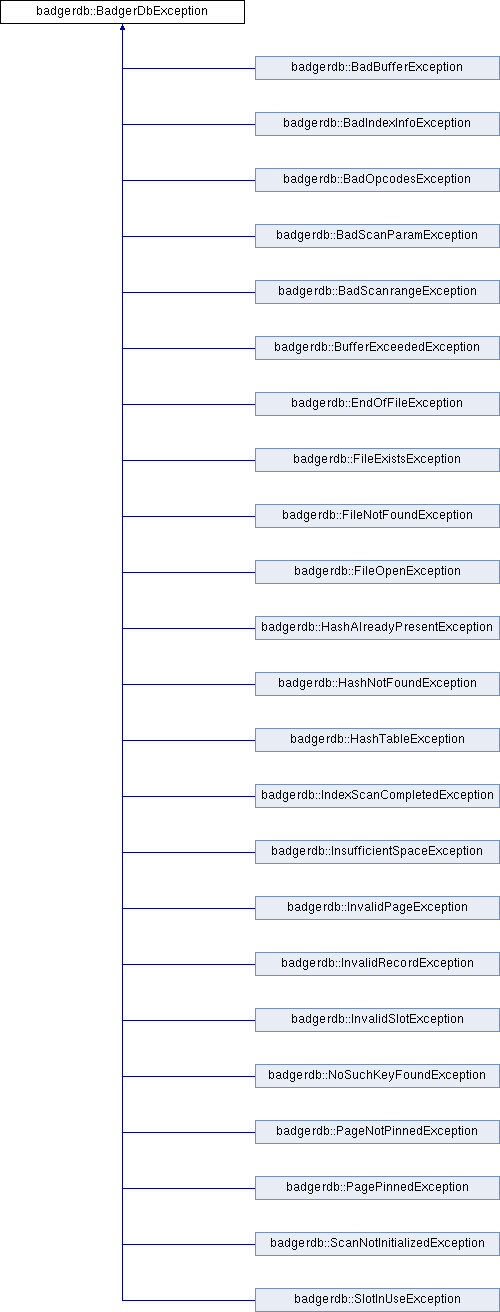 badgerdb::BadgerDbException
badgerdb::BadBufferException
badgerdb::BadIndexInfoException
badgerdb::BadOpcodesException
badgerdb::BadScanParamException
badgerdb::BadScanrangeException
badgerdb::BufferExceededException
badgerdb::EndOfFileException
badgerdb::FileExistsException
badgerdb::FileNotFoundException
badgerdb::FileOpenException
badgerdb::HashAlreadyPresentException
badgerdb::HashNotFoundException
badgerdb::HashTableException
badgerdb::IndexScanCompletedException
badgerdb::InsufficientSpaceException
badgerdb::InvalidPageException
badgerdb::InvalidRecordException
badgerdb::InvalidSlotException
badgerdb::NoSuchKeyFoundException
badgerdb::PageNotPinnedException
badgerdb::PagePinnedException
badgerdb::ScanNotInitializedException
badgerdb::SlotInUseException